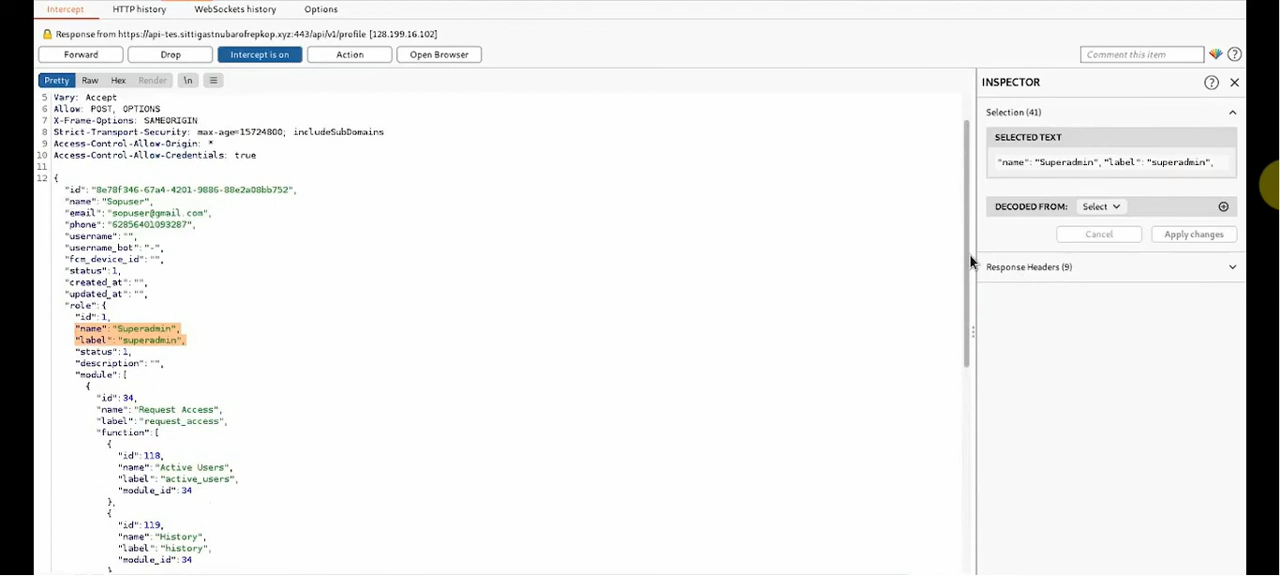 Intercept HTTP history WebSockets history Options
Response from https://api-tes.sittigastnubarofrepkop.xyz:443/api/v1/profile [128.199.16.102]
Forward Drop Intercept is on Action Open Browser Comment this item ?
Pretty Raw Hex Render \n
INSPECTOR ?
Selection (41)
SELECTED TEXT
"name":"Superadmin","label":"superadmin",
DECODED FROM: Select
Cancel Apply changes
Response Headers (9)
5 Vary: Accept
6 Allow: POST, OPTIONS
7 X-Frame-Options: SAMEORIGIN
8 Strict-Transport-Security: max-age=15724800; includeSubDomains
9 Access-Control-Allow-Origin: *
10 Access-Control-Allow-Credentials: true
11
12 {
"id":"8e78f346-67a4-4201-9886-88e2a08bb752",
"name":"Sopuser",
"email":"sopuser@gmail.com",
"phone":"62856401093287",
"username":"",
"username_bot":"-",
"fcm_device_id":"",
"status":1,
"created_at":"",
"updated_at":"",
"role":{
"id":1,
"name":"Superadmin",
"label":"superadmin",
"status":1,
"description":"",
"module":[
{
"id":34,
"name":"Request Access",
"label":"request_access",
"function":[
{
"id":118,
"name":"Active Users",
"label":"active_users",
"module_id":34
},
{
"id":119,
"name":"History",
"label":"history",
"module_id":34
}